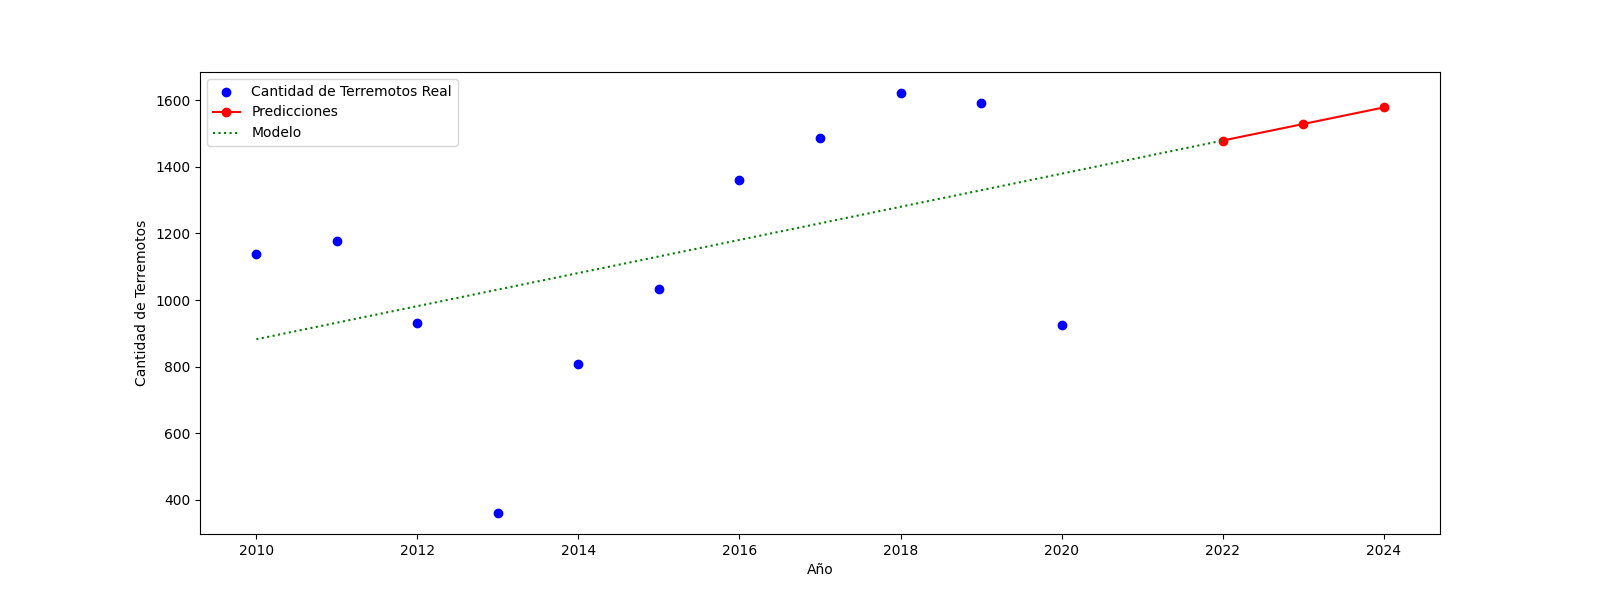 Cantidad de Terremotos Real
Predicciones
Modelo
1600
1400
1200
1000
800
600
400
Cantidad de Terremotos
2010 2012 2014 2016 2018 2020 2022 2024
Año